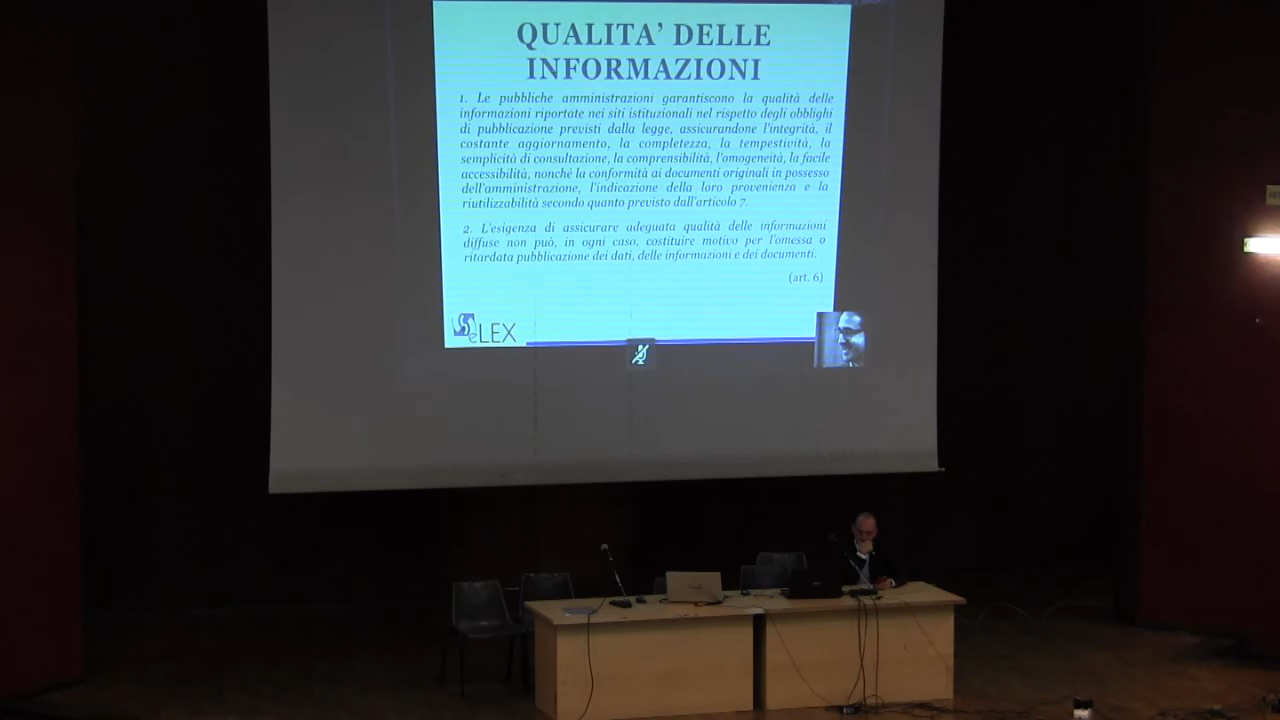 QUALITA’ DELLE
INFORMAZIONI
1. Le pubbliche amministrazioni garantiscono la qualità delle
informazioni riportate nei siti istituzionali nel rispetto degli obblighi
di pubblicazione previsti dalla legge, assicurandone l'integrità, il
costante aggiornamento, la completezza, la tempestività, la
semplicità di consultazione, la comprensibilità, l'omogeneità, la facile
accessibilità, nonché la conformità ai documenti originali in possesso
dell'amministrazione, l'indicazione della loro provenienza e la
riutilizzabilità secondo quanto previsto dall'articolo 7.
2. L'esigenza di assicurare adeguata qualità delle informazioni
diffuse non può, in ogni caso, costituire motivo per l'omessa o
ritardata pubblicazione dei dati, delle informazioni e dei documenti.
(art. 6)
SeLEX